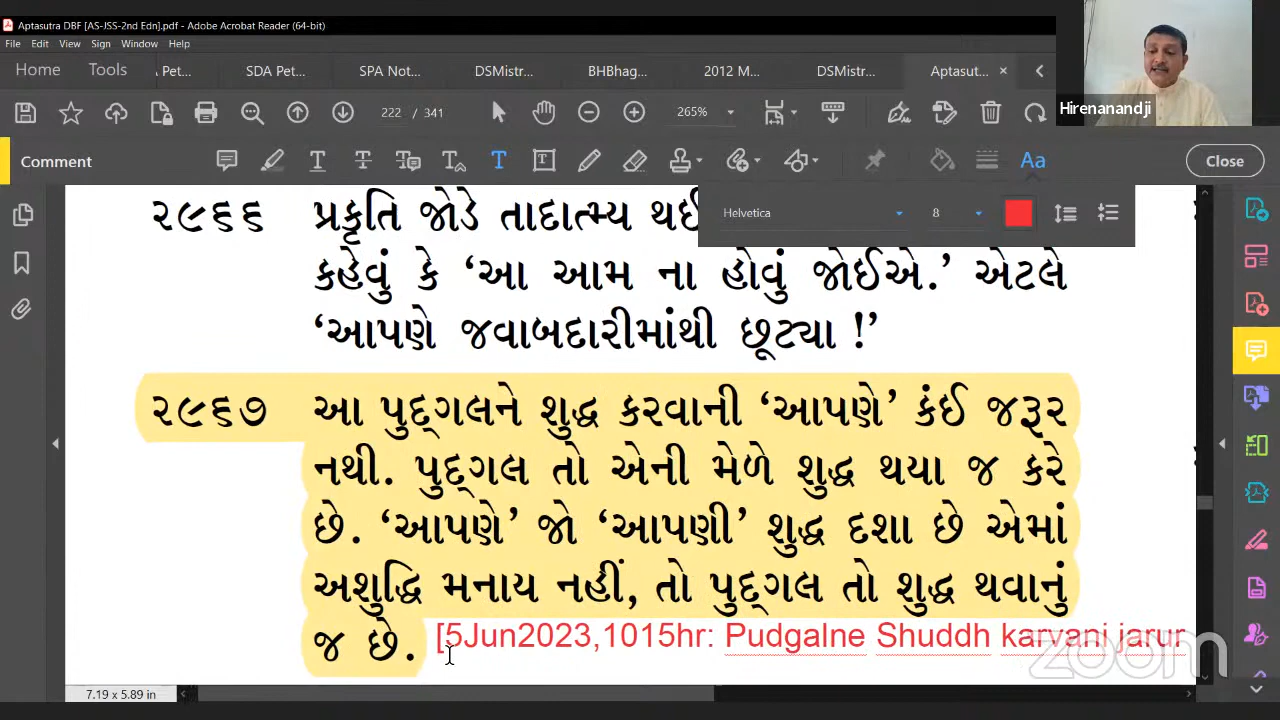 Aptasutra DBF [AS-JSS-2nd Edn].pdf - Adobe Acrobat Reader (64-bit)
File Edit View Sign Window Help
Home Tools Pet... SDA Pet... SPA Not... DSMistr... BHBhag... 2012 M... DSMistr... Aptasut... ×
222 / 341 265%
Hirenanandji
Comment T T T T T Aa Close
Helvetica 8
૨૯૬૬ પ્રકૃતિ જોડે તાદાત્મ્ય થઈ
કહેવું કે ‘આ આમ ના હોવું જોઈએ.’ એટલે
‘આપણે જવાબદારીમાંથી છૂટ્યા !’
૨૯૬૭ આ પુદ્ગલને શુદ્ધ કરવાની ‘આપણે’ કંઈ જરૂર
નથી. પુદ્ગલ તો એની મેળે શુદ્ધ થયા જ કરે
છે. ‘આપણે’ જો ‘આપણી’ શુદ્ધ દશા છે એમાં
અશુદ્ધિ મનાય નહીં, તો પુદ્ગલ તો શુદ્ધ થવાનું
જ છે. [5Jun2023,1015hr: Pudgalne Shuddh karvani jarur
zoom
7.19 x 5.89 in